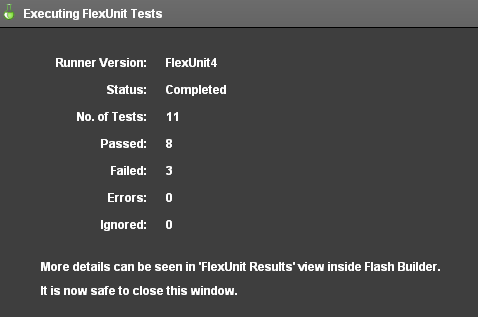 Executing FlexUnit Tests
Runner Version: FlexUnit4
Status: Completed
No. of Tests: 11
Passed: 8
Failed: 3
Errors: 0
Ignored: 0
More details can be seen in 'FlexUnit Results' view inside Flash Builder.
It is now safe to close this window.